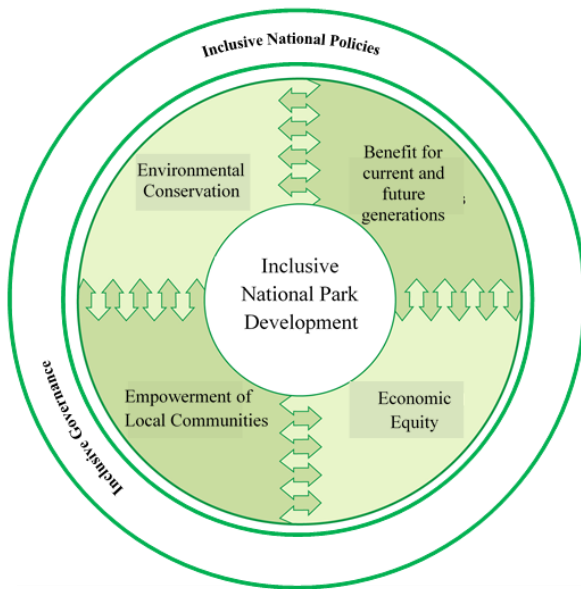 Inclusive National Policies
Environmental
Conservation
Benefit for
current and
future
generations
Inclusive
National Park
Development
Empowerment of
Local Communities
Economic
Equity
Inclusive Governance